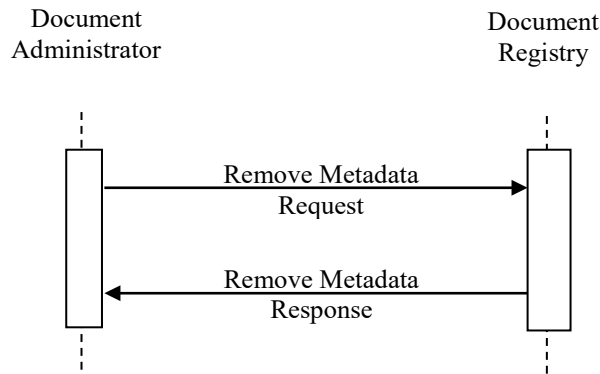 Document
Administrator
Document
Registry
Remove Metadata
Request
Remove Metadata
Response